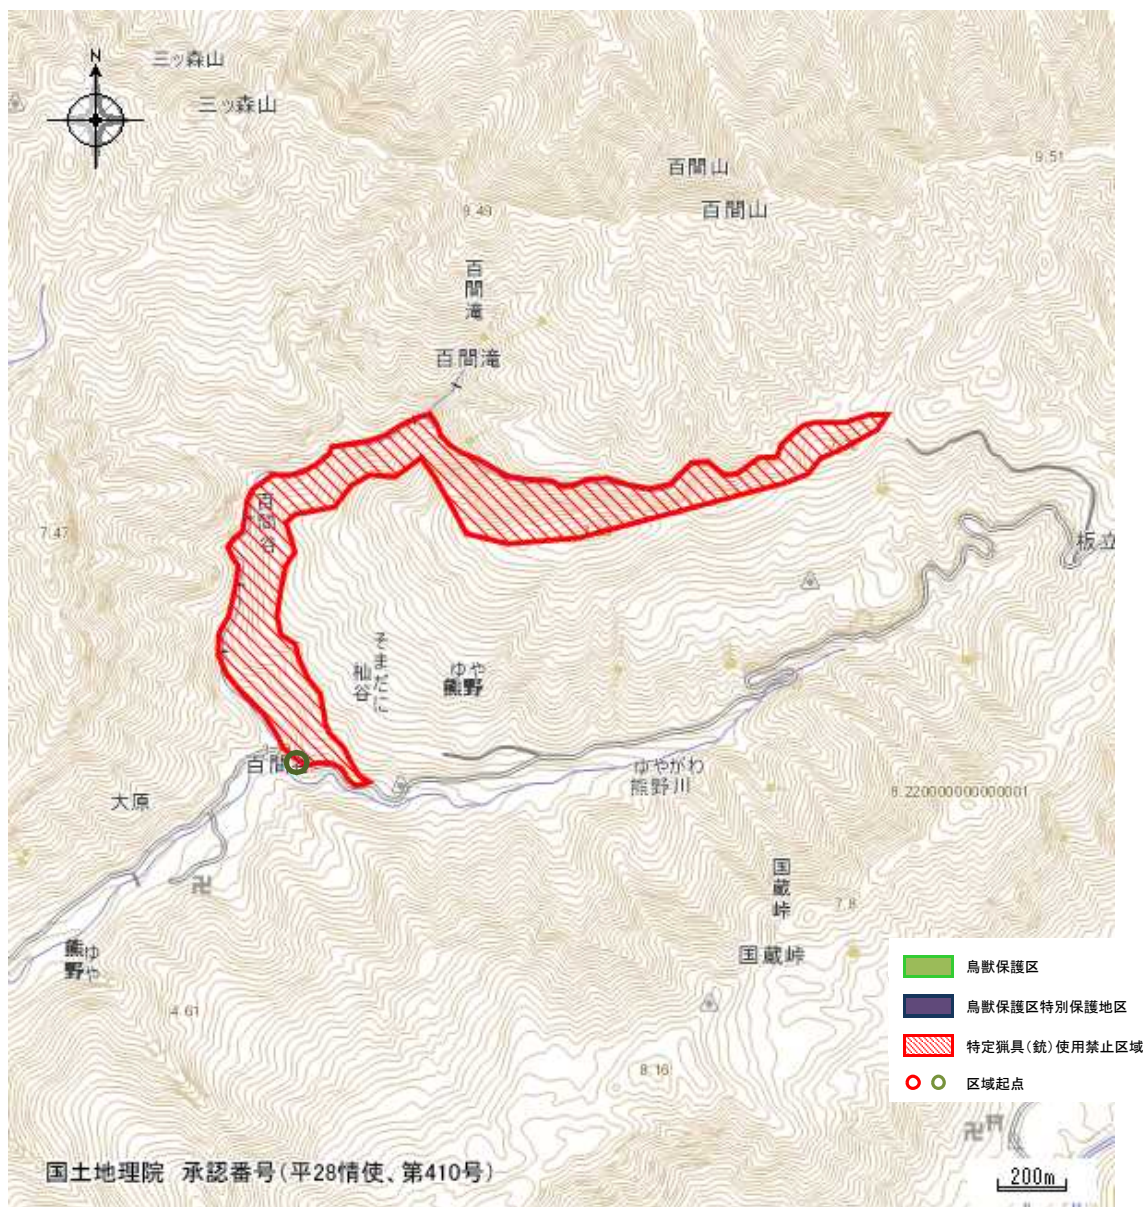 N
三ッ森山
三ッ森山
百間山
百間山
9.51
9.49
百間滝
百間滝
百間谷
7.47
板立
そまだに
杣谷
ゆや
熊野
大原
ゆやがわ
熊野川
8.220000000000001
国蔵峠
7.8
国蔵峠
熊野
ゆや
4.61
8.16
鳥獣保護区
鳥獣保護区特別保護地区
特定猟具(銃)使用禁止区域
区域起点
国土地理院 承認番号(平28情使、第410号)
200m